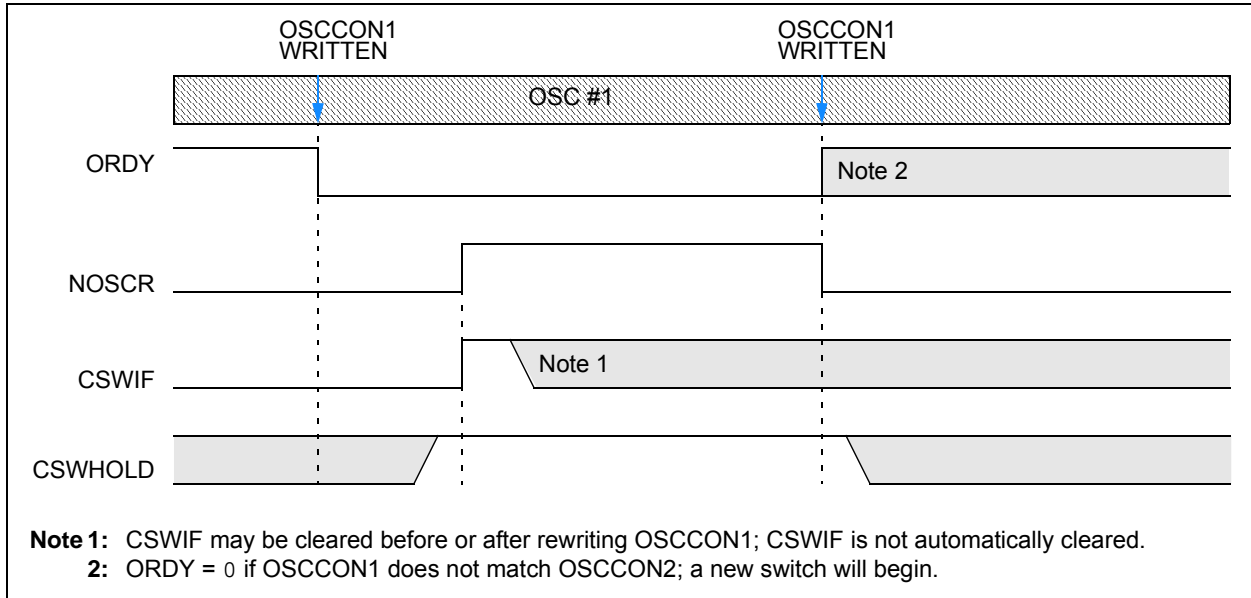 OSCCON1 OSCCON1
WRITTEN WRITTEN
OSC #1
ORDY
Note 2
NOSCR
CSWIF
Note 1
CSWHOLD
Note 1: CSWIF may be cleared before or after rewriting OSCCON1; CSWIF is not automatically cleared.
2: ORDY = 0 if OSCCON1 does not match OSCCON2; a new switch will begin.